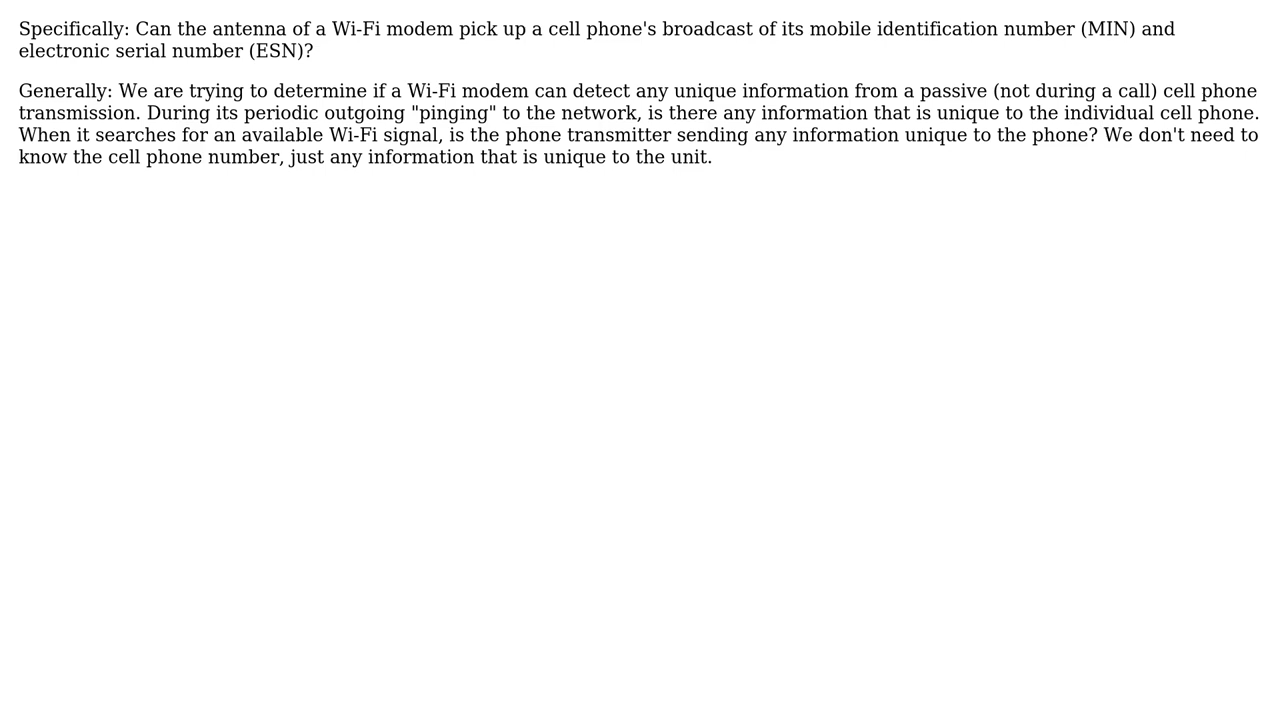 Specifically: Can the antenna of a Wi-Fi modem pick up a cell phone's broadcast of its mobile identification number (MIN) and
electronic serial number (ESN)?
Generally: We are trying to determine if a Wi-Fi modem can detect any unique information from a passive (not during a call) cell phone
transmission. During its periodic outgoing "pinging" to the network, is there any information that is unique to the individual cell phone.
When it searches for an available Wi-Fi signal, is the phone transmitter sending any information unique to the phone? We don't need to
know the cell phone number, just any information that is unique to the unit.